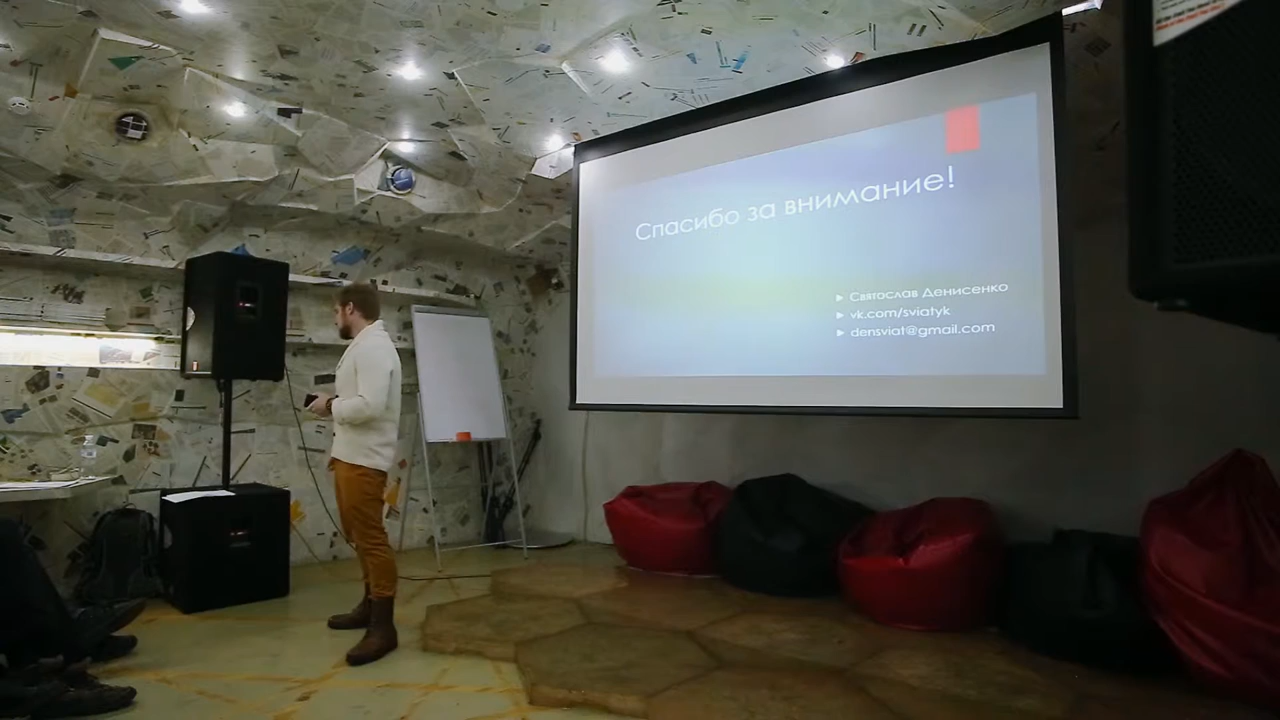 Спасибо за внимание!
Святослав Денисенко
vk.com/sviatyk
densviat@gmail.com